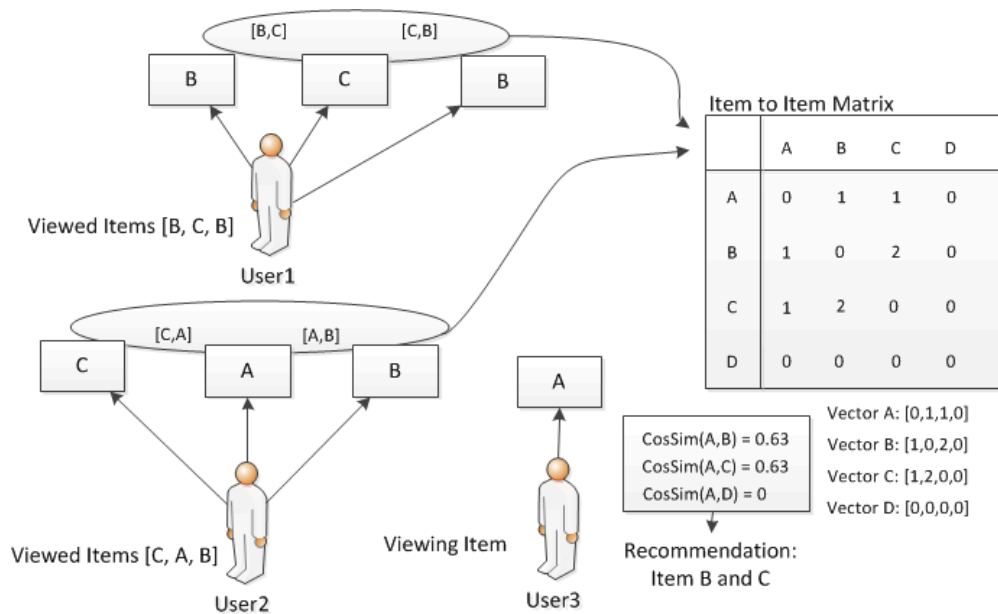 [B,C] [C,B]
B C B
Viewed Items [B, C, B]
User1
Item to Item Matrix
A B C D
A 0 1 1 0
B 1 0 2 0
C 1 2 0 0
D 0 0 0 0
[C,A] [A,B]
C A B
Viewed Items [C, A, B]
User2
A
Viewing Item
User3
CosSim(A,B) = 0.63
CosSim(A,C) = 0.63
CosSim(A,D) = 0
Recommendation:
Item B and C
Vector A: [0,1,1,0]
Vector B: [1,0,2,0]
Vector C: [1,2,0,0]
Vector D: [0,0,0,0]